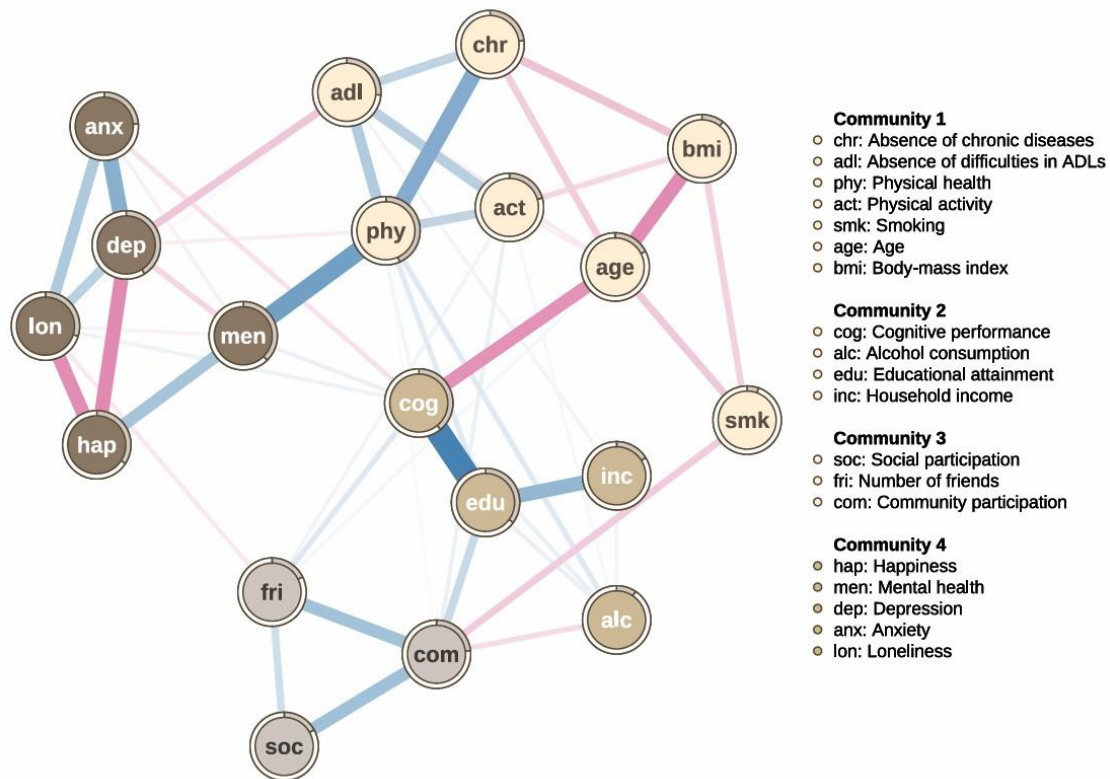 chr
adl
anx
bmi
act
phy
dep
age
lon
men
cog
smk
hap
inc
edu
fri
alc
com
soc
Community 1
chr: Absence of chronic diseases
adl: Absence of difficulties in ADLs
phy: Physical health
act: Physical activity
smk: Smoking
age: Age
bmi: Body-mass index
Community 2
cog: Cognitive performance
alc: Alcohol consumption
edu: Educational attainment
inc: Household income
Community 3
soc: Social participation
fri: Number of friends
com: Community participation
Community 4
hap: Happiness
men: Mental health
dep: Depression
anx: Anxiety
lon: Loneliness